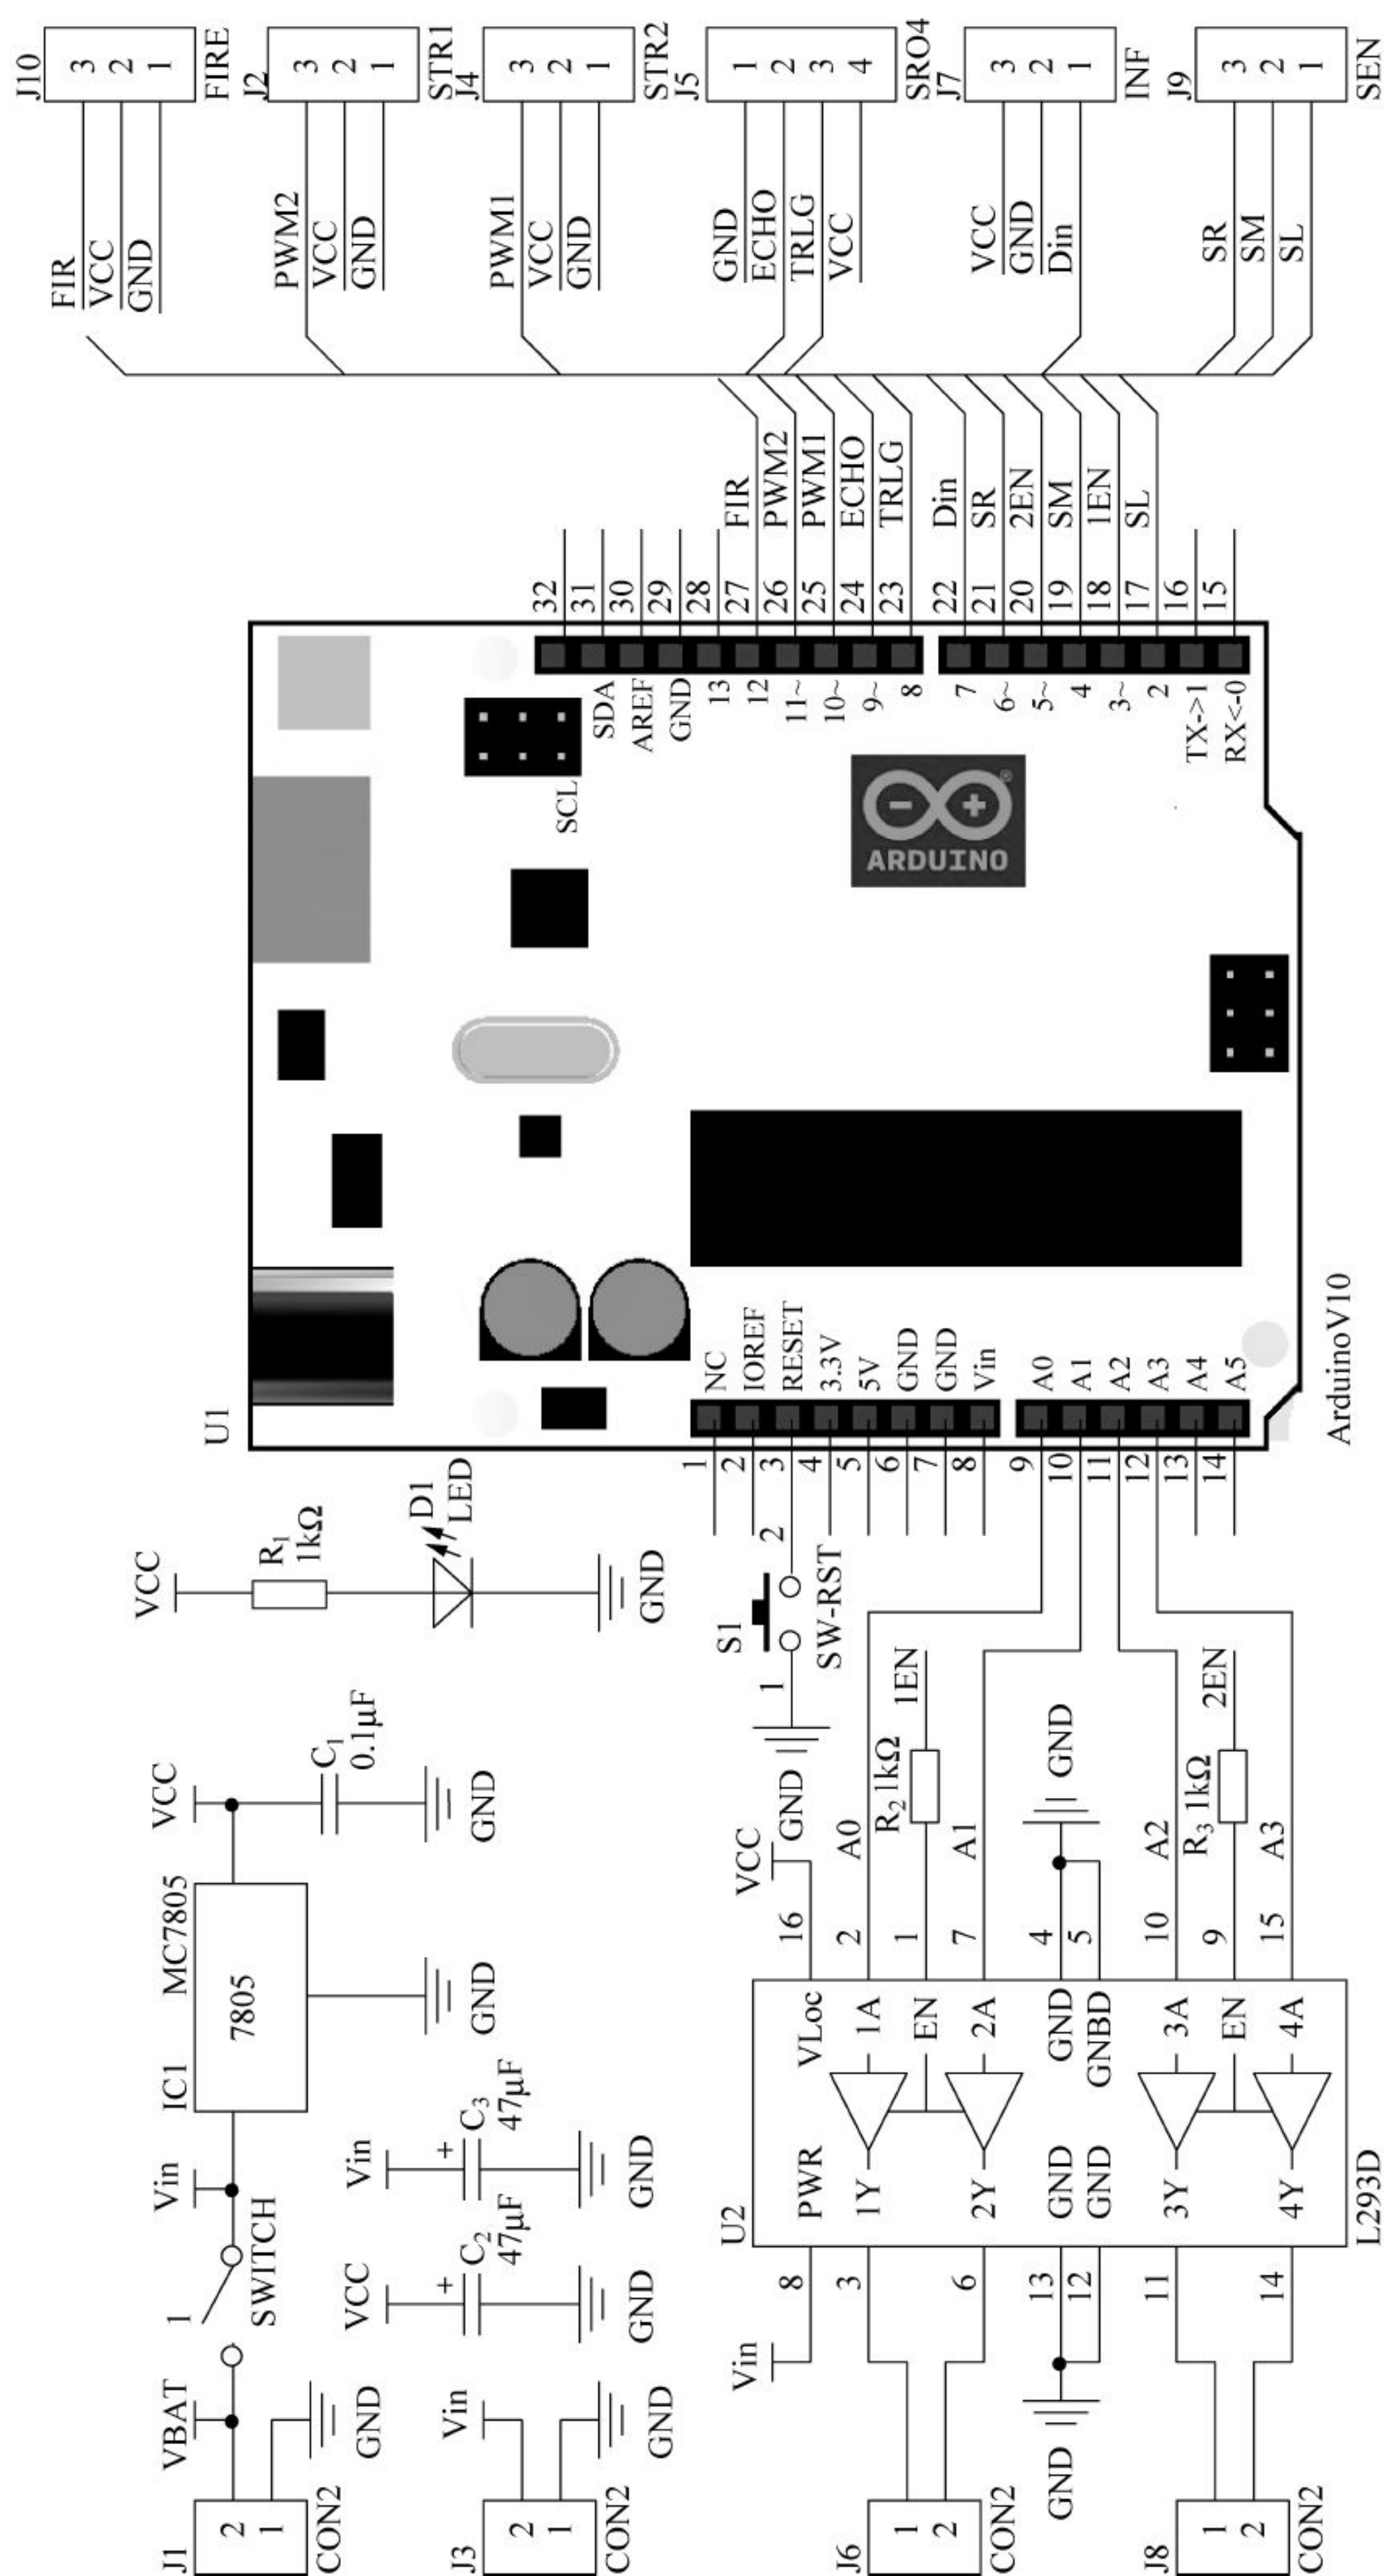 J1
2
1
CON2
VBAT
GND
1
SWITCH
Vin
IC1
MC7805
7805
GND
VCC
C1
0.1μF
GND
VCC
R1
1kΩ
D1
LED
GND
J3
2
1
CON2
Vin
GND
VCC
+
C2
47μF
GND
Vin
+
C3
47μF
GND
J6
1
2
CON2
J8
1
2
CON2
Vin
GND
8
3
6
13
12
11
14
U2
PWR
1Y
2Y
GND
GND
3Y
4Y
VLoc
1A
EN
2A
GND
GNBD
3A
EN
4A
L293D
16
2
1
7
4
5
10
9
15
VCC
A0
R2 1kΩ
1EN
A1
GND
A2
R3 1kΩ
2EN
A3
GND
1
S1
2
SW-RST
U1
1
2
3
4
5
6
7
8
9
10
11
12
13
14
NC
IOREF
RESET
3.3V
5V
GND
GND
Vin
A0
A1
A2
A3
A4
A5
ArduinoV10
ARDUINO
SCL
SDA
AREF
GND
13
12
11~
10~
9~
8
7
6~
5~
4
3~
2
TX->1
RX<-0
32
31
30
29
28
27
26
25
24
23
22
21
20
19
18
17
16
15
FIR
PWM2
PWM1
ECHO
TRLG
Din
SR
2EN
SM
1EN
SL
FIR
VCC
GND
J10
3
2
1
FIRE
PWM2
VCC
GND
J2
3
2
1
STR1
PWM1
VCC
GND
J4
3
2
1
STR2
GND
ECHO
TRLG
VCC
J5
1
2
3
4
SRO4
VCC
GND
Din
J7
3
2
1
INF
SR
SM
SL
J9
3
2
1
SEN